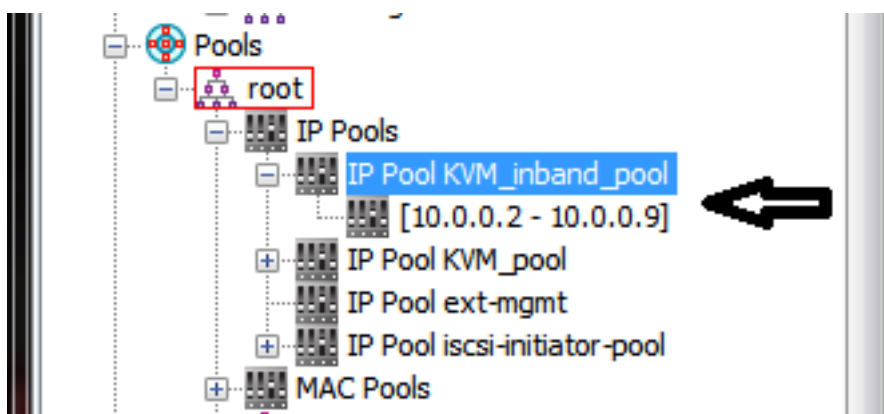 Pools
root
IP Pools
IP Pool KVM_inband_pool
[10.0.0.2 - 10.0.0.9]
IP Pool KVM_pool
IP Pool ext-mgmt
IP Pool iscsi-initiator-pool
MAC Pools